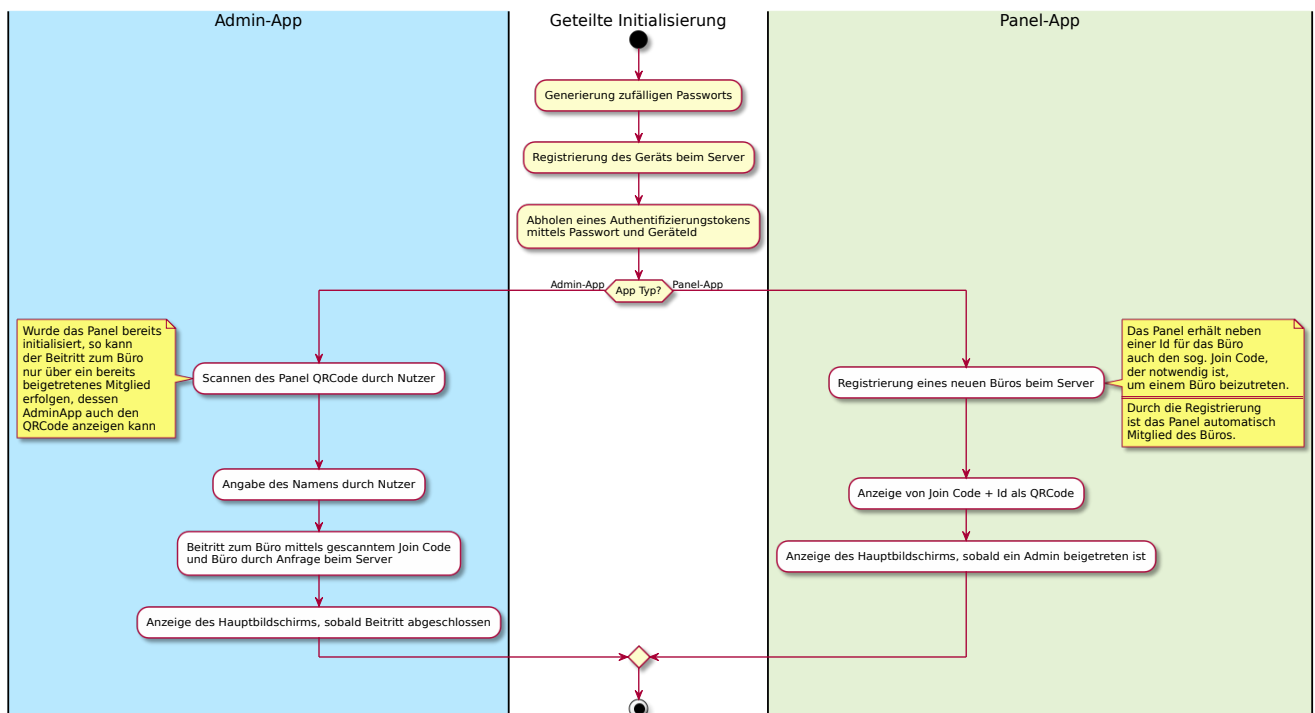 Admin-App
Geteilte Initialisierung
Panel-App
Generierung zufälligen Passworts
Registrierung des Geräts beim Server
Abholen eines Authentifizierungstokens
mittels Passwort und GeräteId
Admin-App
App Typ?
Panel-App
Wurde das Panel bereits
initialisiert, so kann
der Beitritt zum Büro
nur über ein bereits
beigetretenes Mitglied
erfolgen, dessen
AdminApp auch den
QRCode anzeigen kann
Scannen des Panel QRCode durch Nutzer
Registrierung eines neuen Büros beim Server
Das Panel erhält neben
einer Id für das Büro
auch den sog. Join Code,
der notwendig ist,
um einem Büro beizutreten.
Durch die Registrierung
ist das Panel automatisch
Mitglied des Büros.
Angabe des Namens durch Nutzer
Anzeige von Join Code + Id als QRCode
Beitritt zum Büro mittels gescanntem Join Code
und Büro durch Anfrage beim Server
Anzeige des Hauptbildschirms, sobald ein Admin beigetreten ist
Anzeige des Hauptbildschirms, sobald Beitritt abgeschlossen